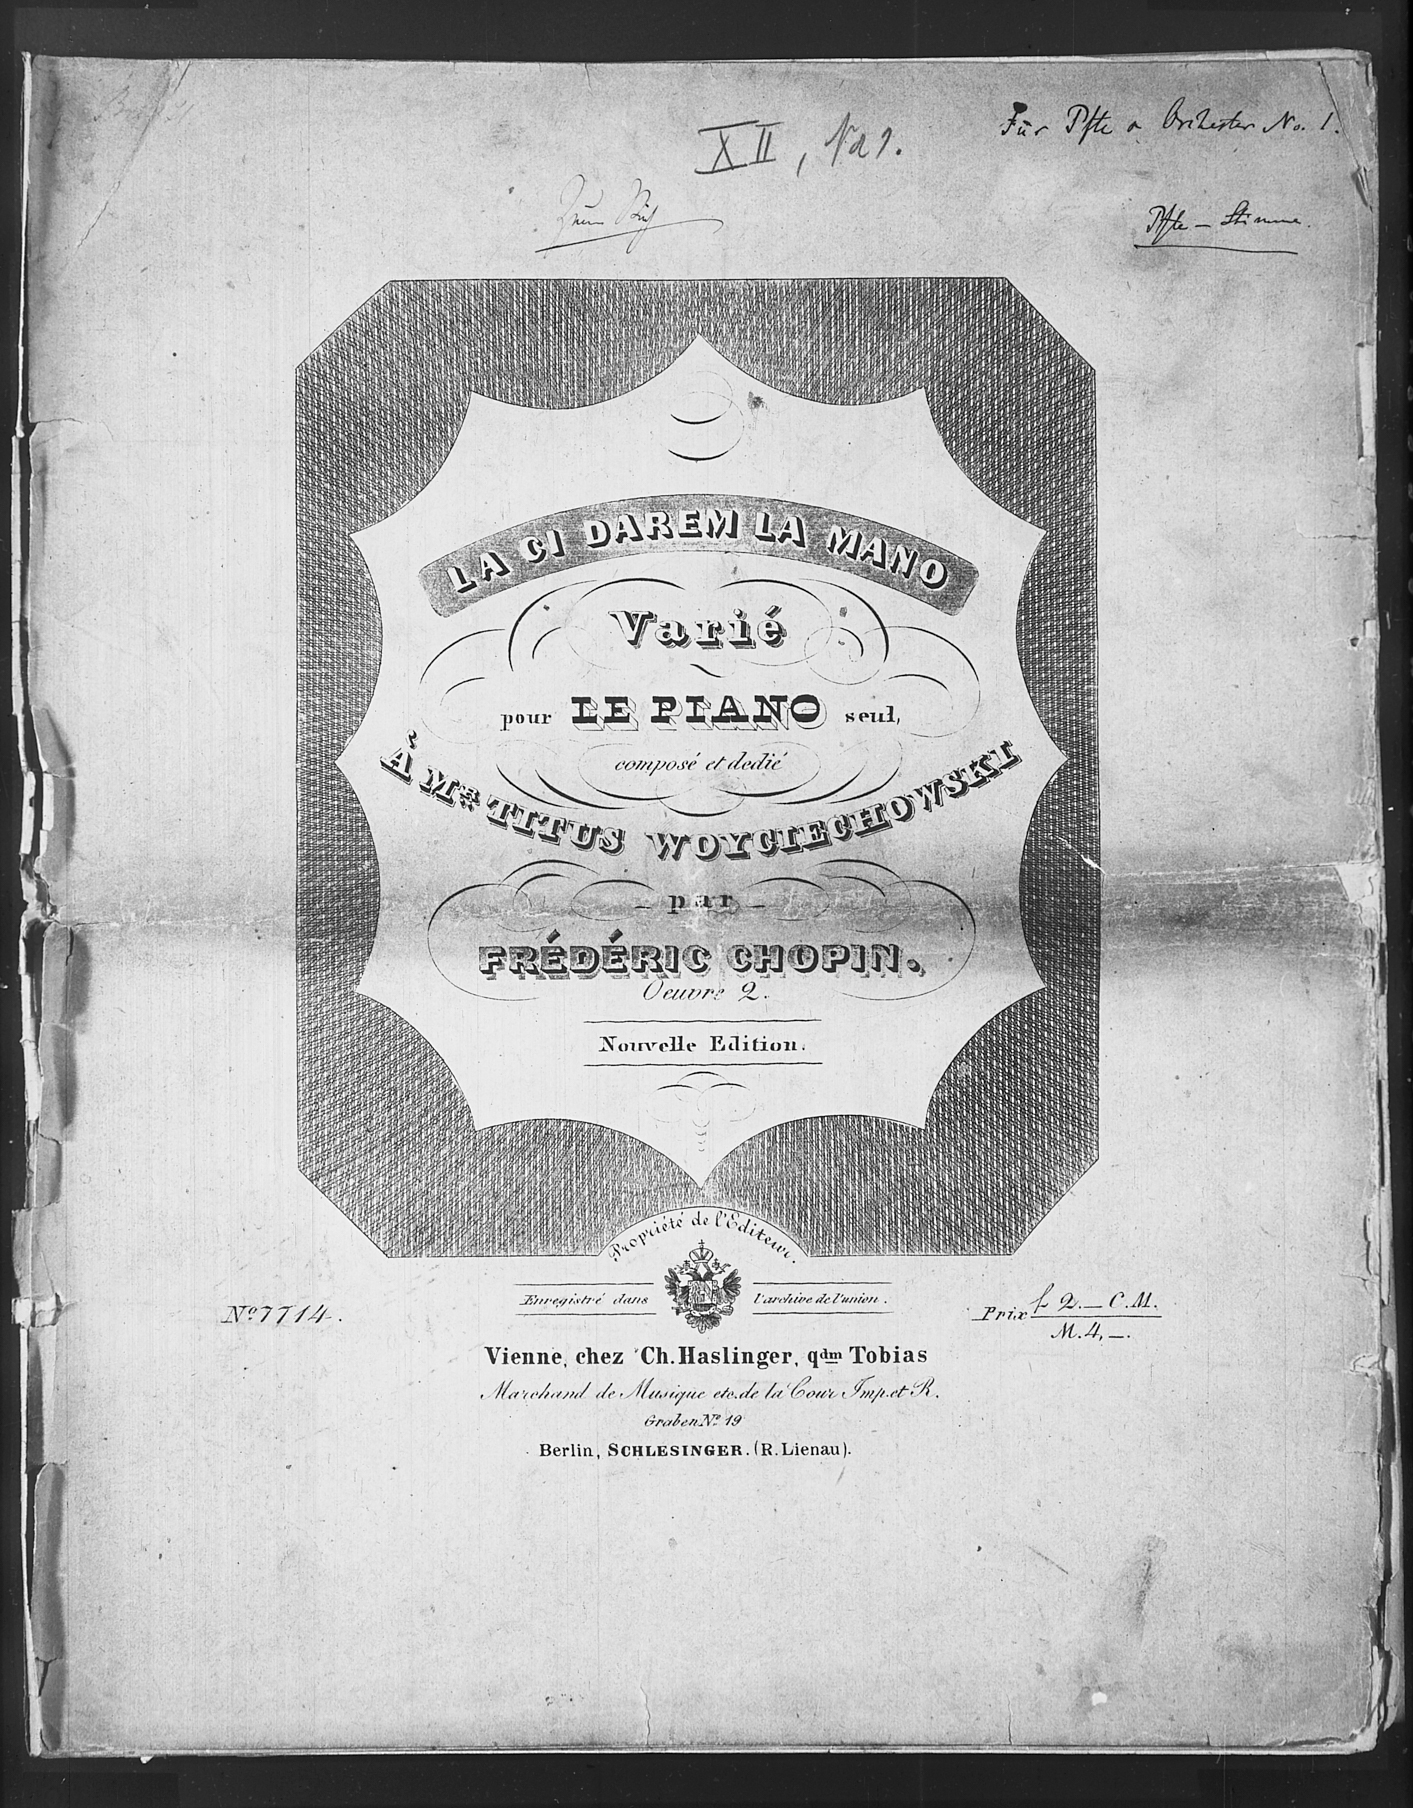 XII, No 1.
Für Pfte u Orchester No. 1.
Zum Stich
Pfte – Stimme.
LA CI DAREM LA MANO
Varié
pour LE PIANO seul,
composé et dedié
À Mr. TITUS WOYCIECHOWSKI
– par –
FRÉDÉRIC CHOPIN.
Oeuvre 2.
Nouvelle Edition.
Propriété de l'Editeur.
Enregistré dans l'archive de l'union.
No 7714.
Prix f 2.– C.M.
M. 4,–.
Vienne, chez Ch. Haslinger, qdm Tobias
Marchand de Musique etc. de la Cour Imp. et R.
Graben No. 19
Berlin, SCHLESINGER. (R. Lienau).